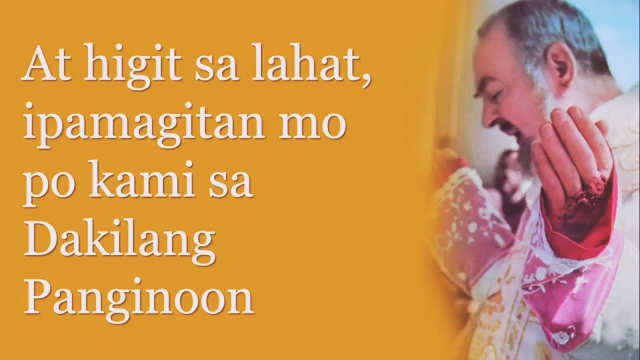 At higit sa lahat,
ipamagitan mo
po kami sa
Dakilang
Panginoon